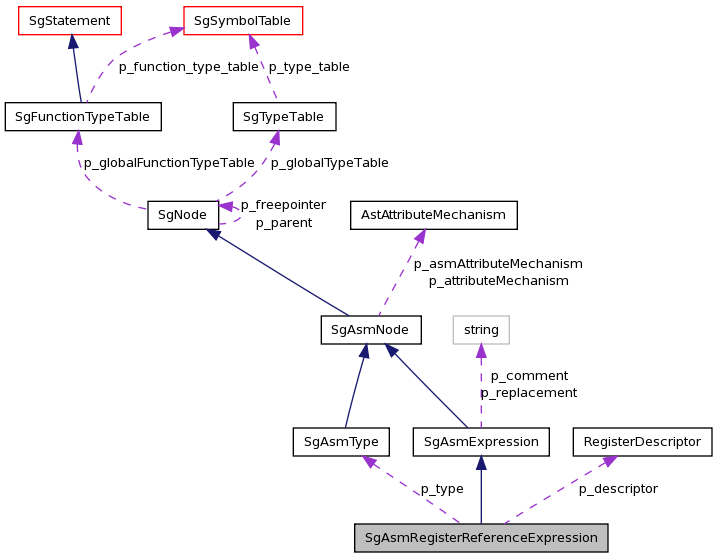 SgStatement
SgSymbolTable
p_function_type_table
p_type_table
SgFunctionTypeTable
SgTypeTable
p_globalFunctionTypeTable
p_globalTypeTable
SgNode
p_freepointer
p_parent
AstAttributeMechanism
p_asmAttributeMechanism
p_attributeMechanism
SgAsmNode
string
p_comment
p_replacement
SgAsmType
SgAsmExpression
RegisterDescriptor
p_type
p_descriptor
SgAsmRegisterReferenceExpression